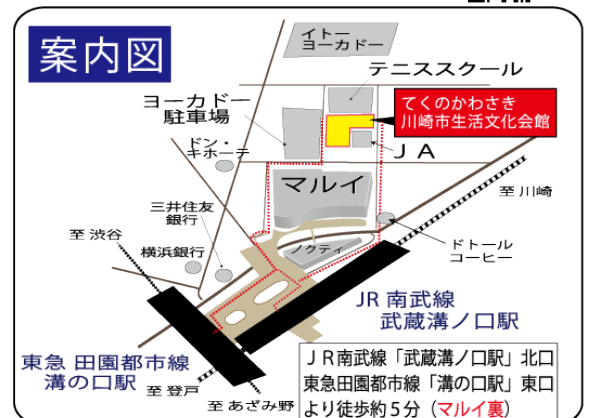 案内図
イトー
ヨーカドー
テニススクール
てくのかわさき
川崎市生活文化会館
ヨーカドー
駐車場
ドン・
キホーテ
ＪＡ
マルイ
至 川崎
三井住友
銀行
至 渋谷
横浜銀行
ノクティ
ドトール
コーヒー
JR 南武線
武蔵溝ノ口駅
東急 田園都市線
溝の口駅
至 登戸
至 あざみ野
ＪＲ南武線「武蔵溝ノ口駅」北口
東急田園都市線「溝の口駅」東口
より徒歩約５分（マルイ裏）